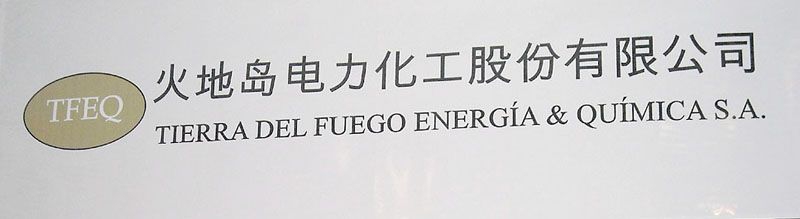 TFEQ
火地岛电力化工股份有限公司
TIERRA DEL FUEGO ENERGÍA & QUÍMICA S.A.